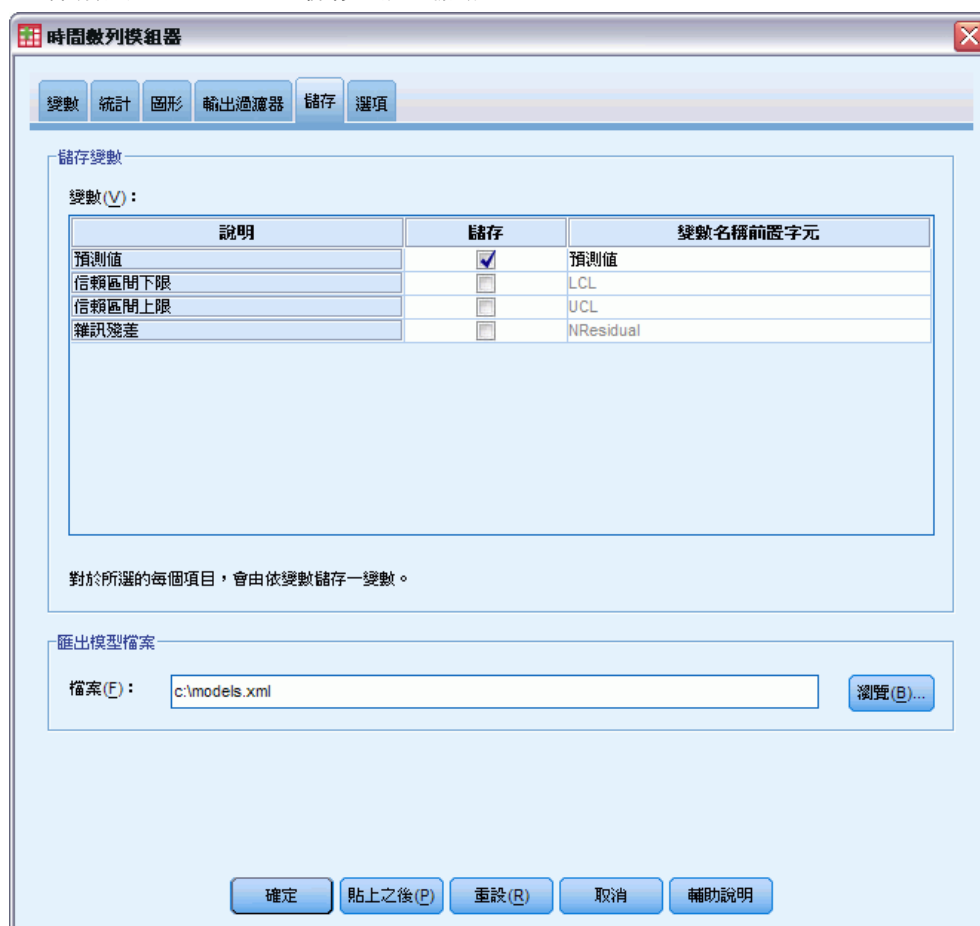 時間數列模組器
變數 統計 圖形 輸出過濾器 儲存 選項
儲存變數
變數(V)：
說明 儲存 變數名稱前置字元
預測值 預測值
信賴區間下限 LCL
信賴區間上限 UCL
雜訊殘差 NResidual
對於所選的每個項目，會由依變數儲存一變數。
匯出模型檔案
檔案(F)： c:\models.xml 瀏覽(B)...
確定 貼上之後(P) 重設(R) 取消 輔助說明